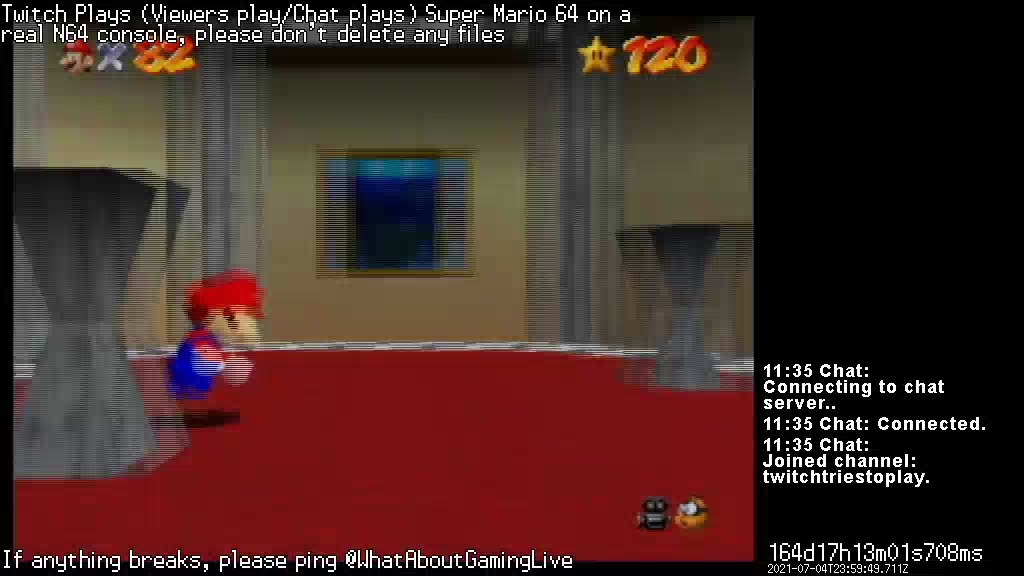 Twitch Plays (Viewers play/Chat plays) Super Mario 64 on a
real N64 console, please don't delete any files
×82
120
11:35 Chat:
Connecting to chat
server..
11:35 Chat: Connected.
11:35 Chat:
Joined channel:
twitchtriestoplay.
If anything breaks, please ping @WhatAboutGamingLive
164d17h13m01s708ms
2021-07-04T23:59:49.711Z